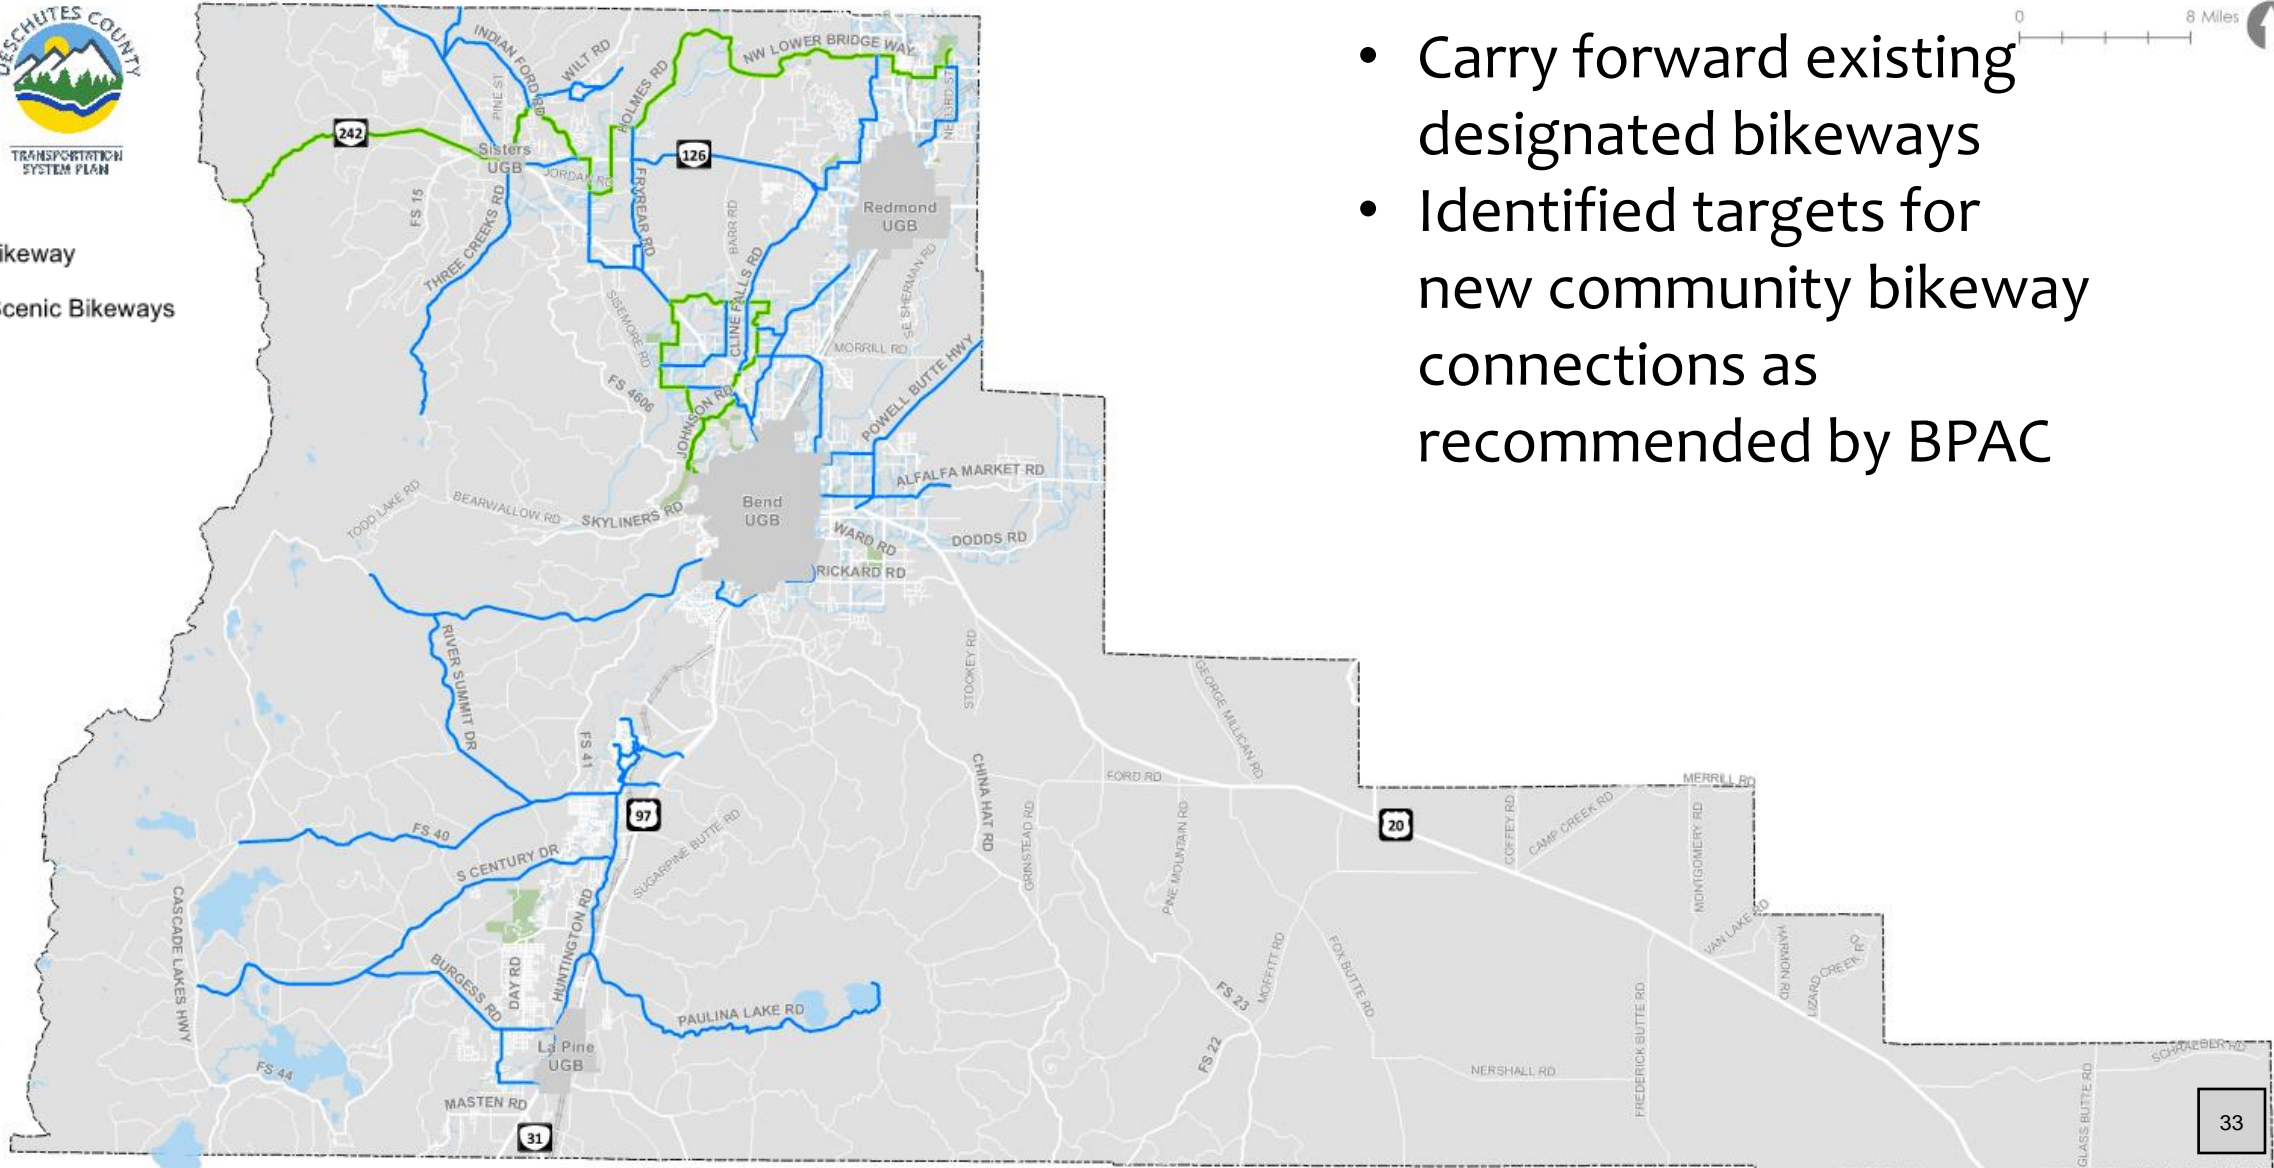 DESCHUTES COUNTY
TRANSPORTATION
SYSTEM PLAN
ikeway
cenic Bikeways
0
8 Miles
• Carry forward existing
designated bikeways
• Identified targets for
new community bikeway
connections as
recommended by BPAC
INDIAN FORD RD
WILT RD
PINE ST
HOLMES RD
NW LOWER BRIDGE WAY
NE 33RD ST
242
Sisters
UGB
JORDAN RD
126
FRYREAR RD
BARR RD
Redmond
UGB
FS 15
THREE CREEKS RD
SISEMORE RD
CLINE FALLS RD
SE SHERMAN RD
MORRILL RD
POWELL BUTTE HWY
FS 4606
JOHNSON RD
ALFALFA MARKET RD
TODD LAKE RD
BEARWALLOW RD
SKYLINERS RD
Bend
UGB
WARD RD
DODDS RD
RICKARD RD
RIVER SUMMIT DR
STOOKEY RD
GEORGE MILLICAN RD
FS 41
CHINA HAT RD
FORD RD
MERRILL RD
97
20
FS 40
SUGARPINE BUTTE RD
GRINSTEAD RD
PINE MOUNTAIN RD
COFFEY RD
CAMP CREEK RD
MONTGOMERY RD
S CENTURY DR
CASCADE LAKES HWY
HUNTINGTON RD
VAN LAKE RD
HARMON RD
LIZARD CREEK RD
BURGESS RD
DAY RD
MOFFITT RD
FOX BUTTE RD
FS 23
PAULINA LAKE RD
FREDERICK BUTTE RD
La Pine
UGB
FS 44
FS 22
NERSHALL RD
SCHRAEDER RD
GLASS BUTTE RD
MASTEN RD
31
33